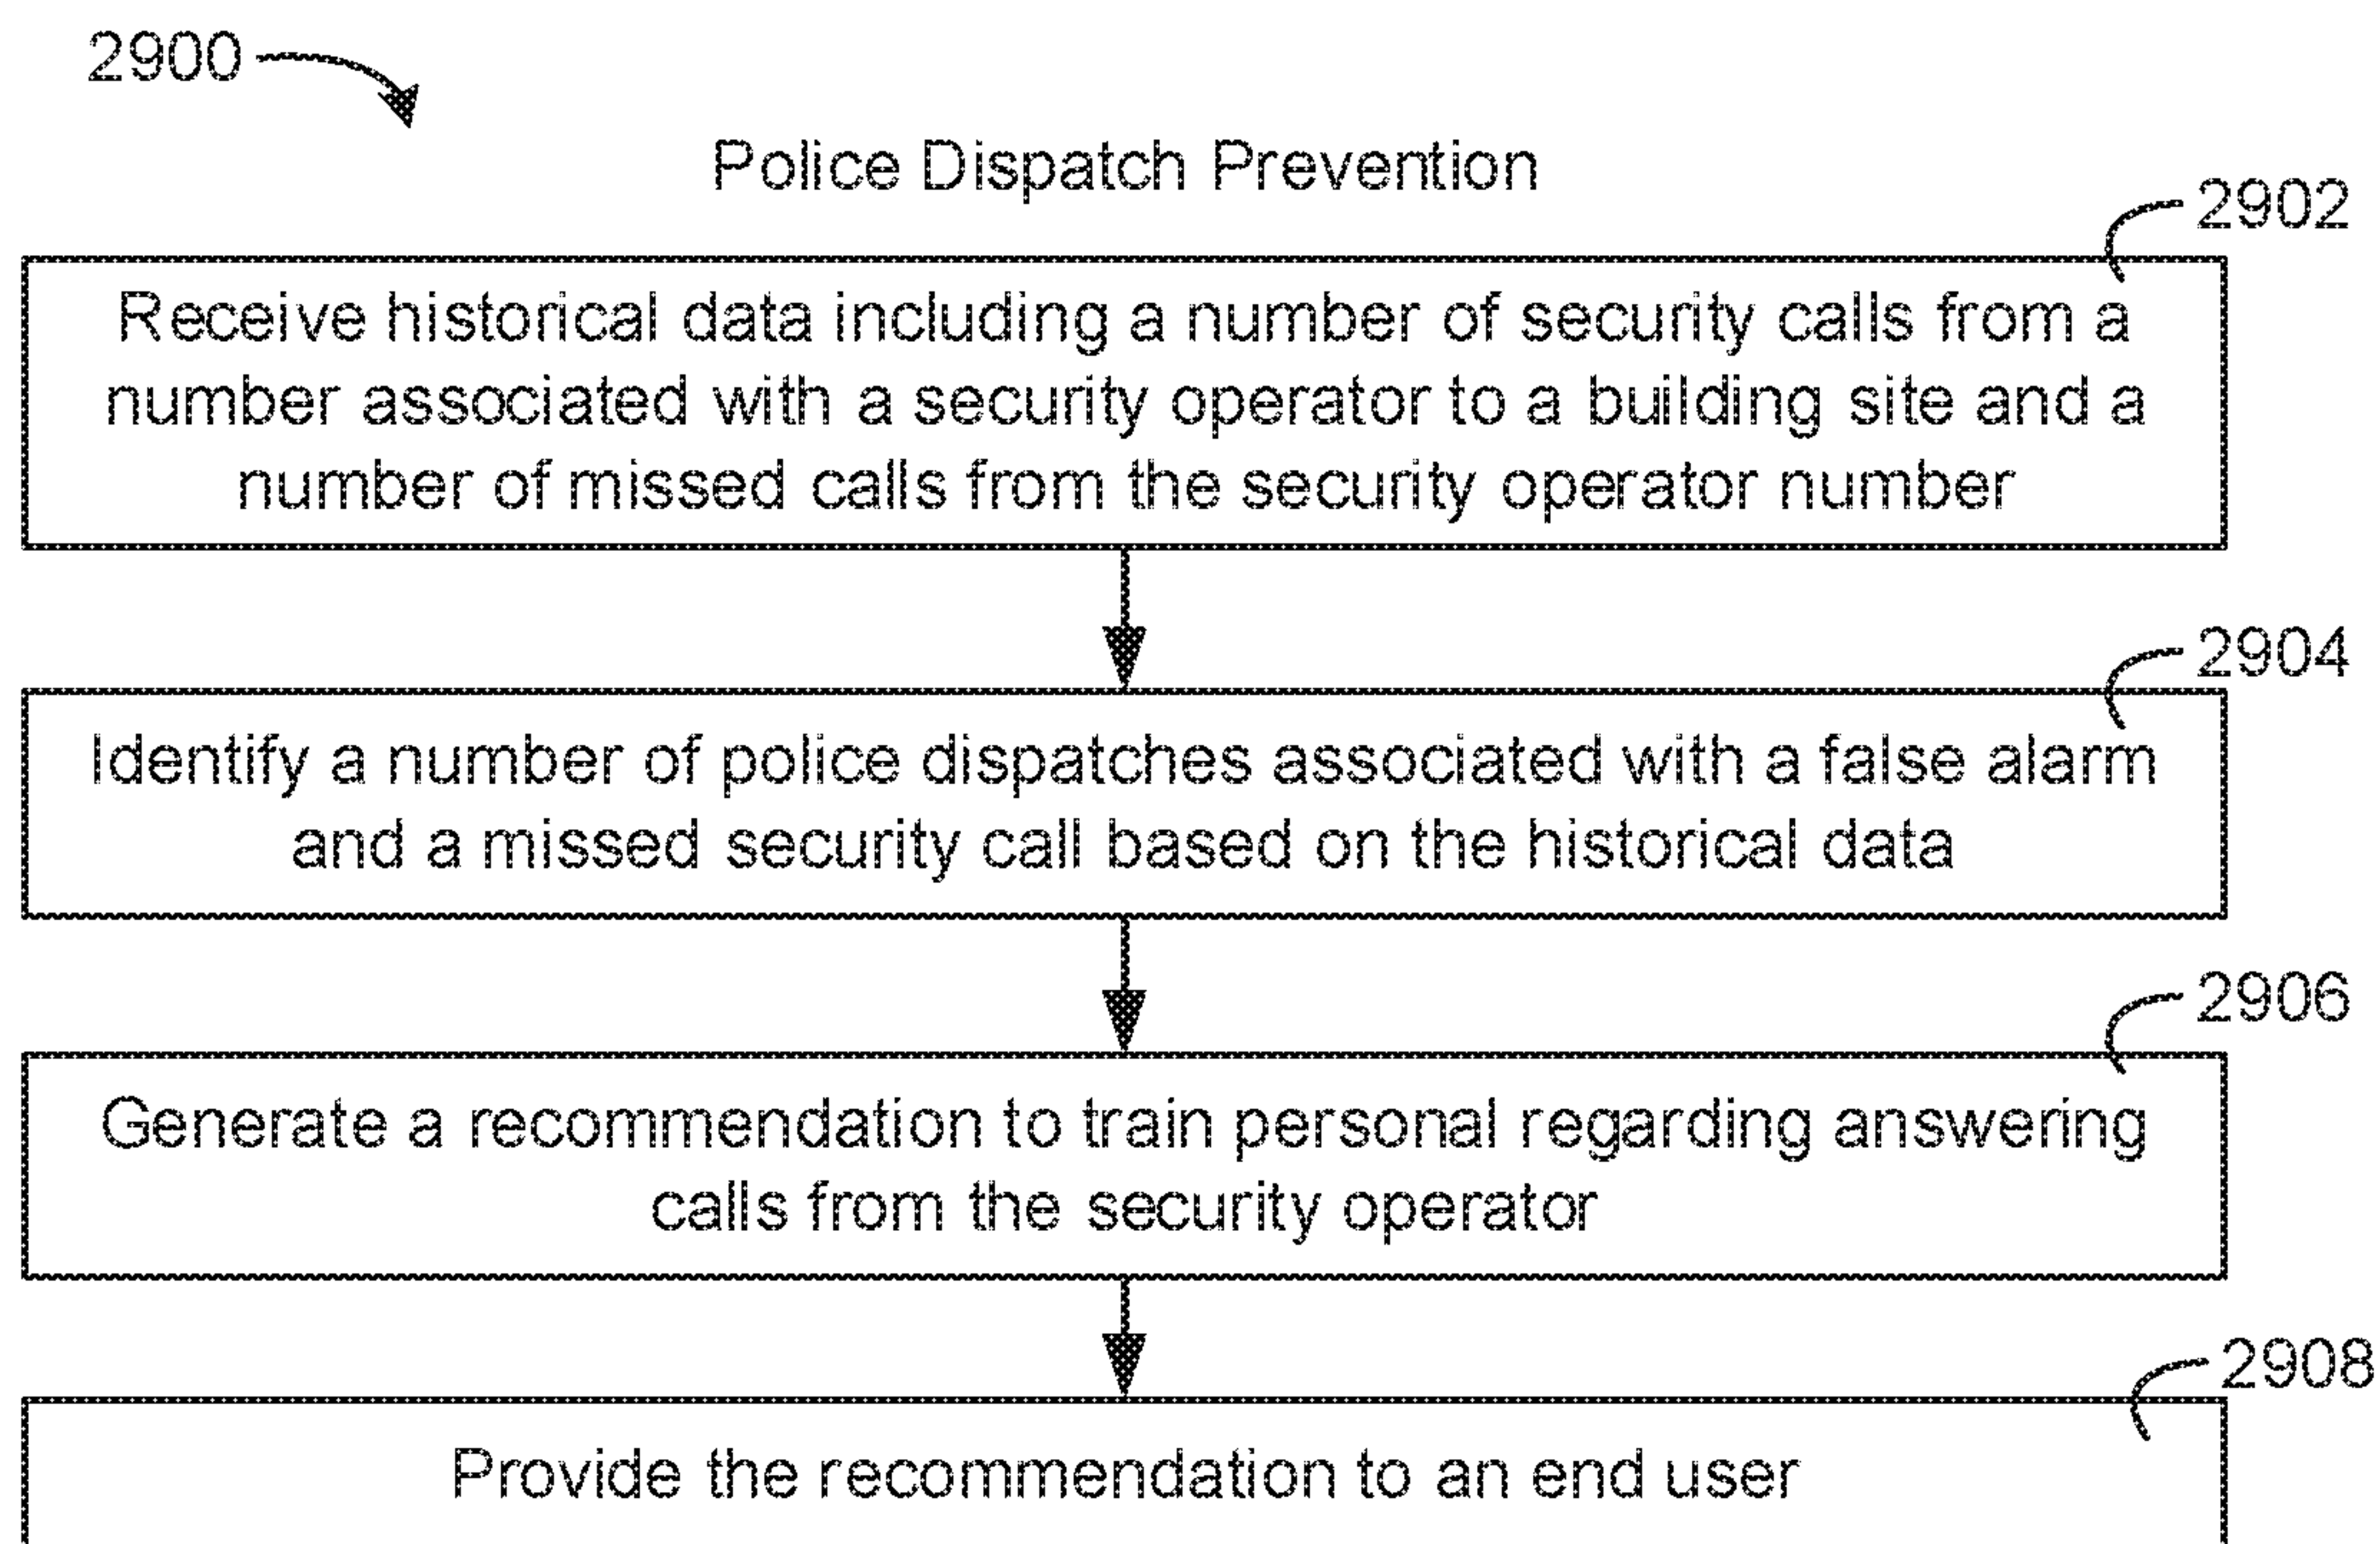 2900
Police Dispatch Prevention
2902
Receive historical data including a number of security calls from a
number associated with a security operator to a building site and a
number of missed calls from the security operator number
2904
Identify a number of police dispatches associated with a false alarm
and a missed security call based on the historical data
2906
Generate a recommendation to train personal regarding answering
calls from the security operator
2908
Provide the recommendation to an end user